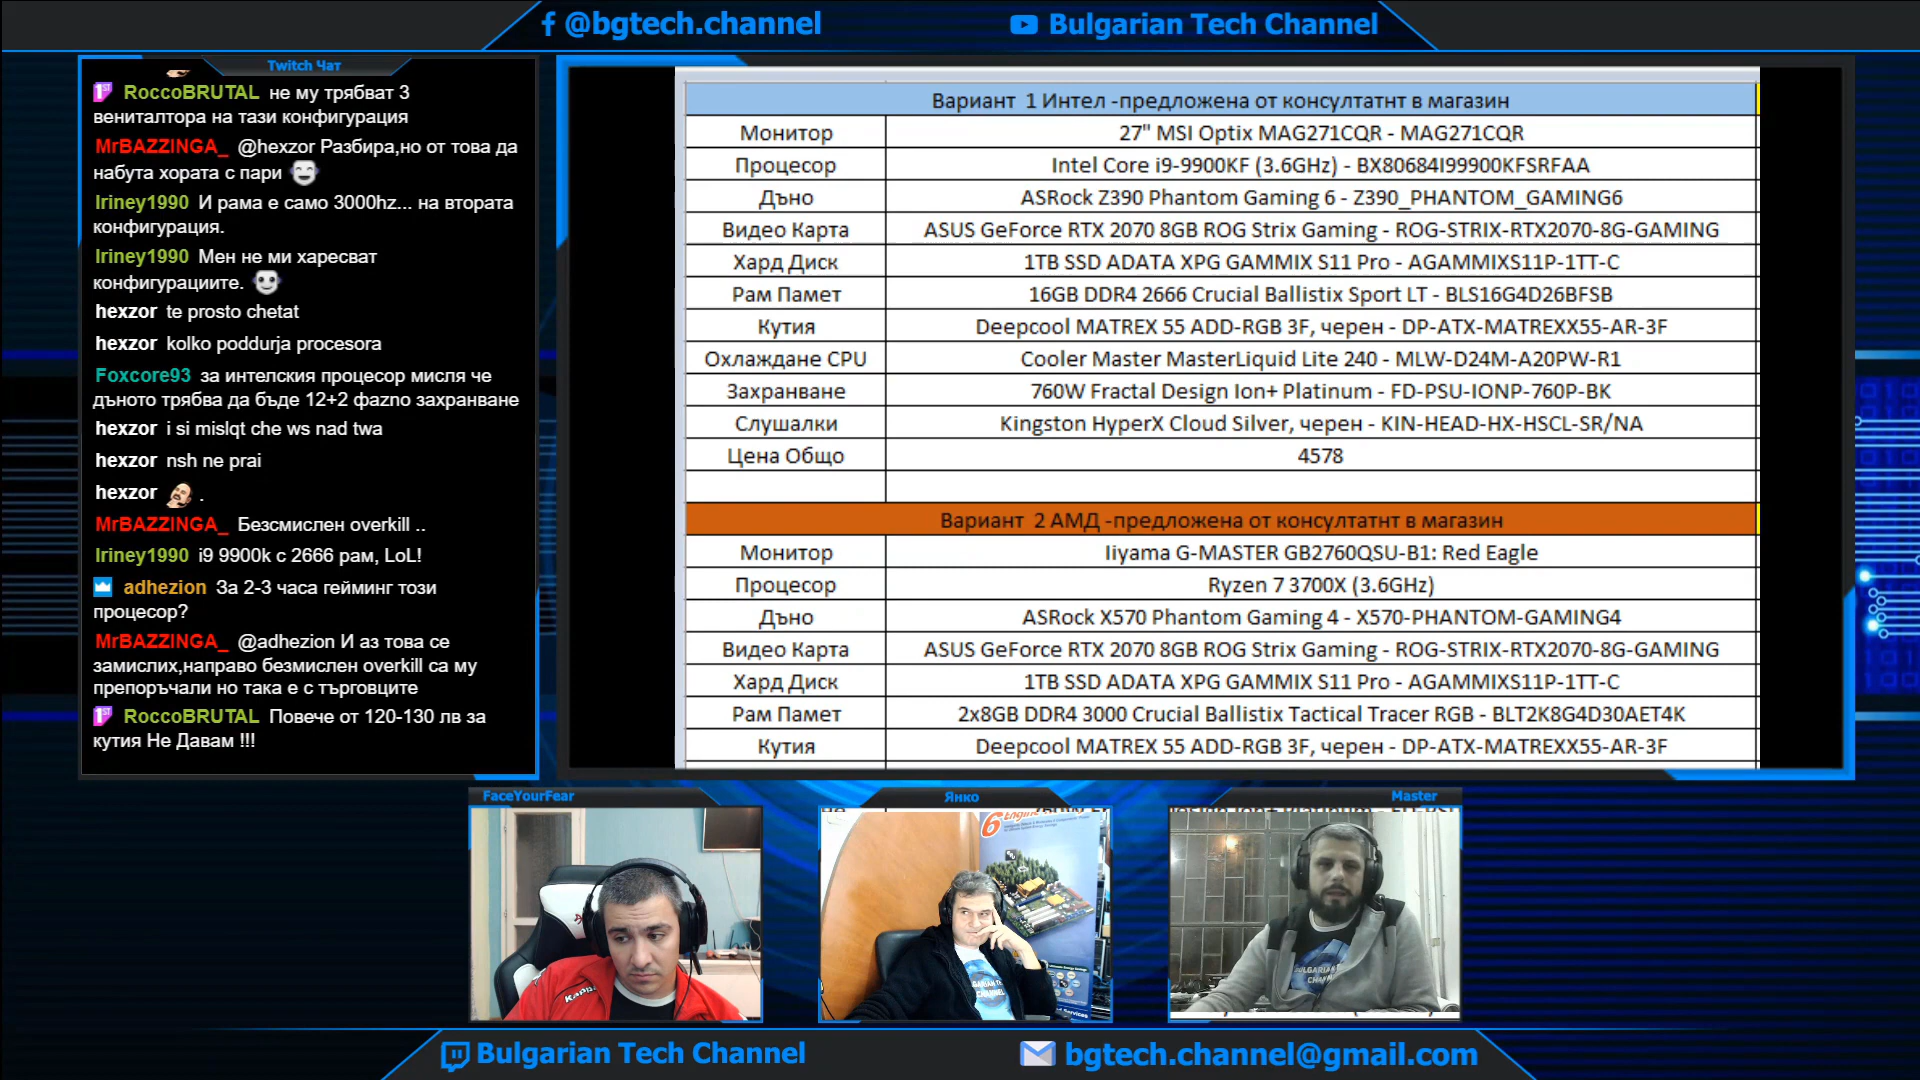 @bgtech.channel
Bulgarian Tech Channel
Twitch Чат
RoccoBRUTAL не му трябват 3
вениталтора на тази конфигурация
MrBAZZINGA_ @hexzor Разбира,но от това да
набута хората с пари
Iriney1990 И рама е само 3000hz... на втората
конфигурация.
Iriney1990 Мен не ми харесват
конфигурациите.
hexzor te prosto chetat
hexzor kolko poddurja procesora
Foxcore93 за интелския процесор мисля че
дъното трябва да бъде 12+2 фаzno захранване
hexzor i si mislqt che ws nad twa
hexzor nsh ne prai
hexzor .
MrBAZZINGA_ Безсмислен overkill ..
Iriney1990 i9 9900k с 2666 рам, LoL!
adhezion За 2-3 часа гейминг този
процесор?
MrBAZZINGA_ @adhezion И аз това се
замислих,направо безмислен overkill са му
препоръчали но така е с търговците
RoccoBRUTAL Повече от 120-130 лв за
кутия Не Давам !!!
Вариант 1 Интел -предложена от консултатнт в магазин
Монитор 27" MSI Optix MAG271CQR - MAG271CQR
Процесор Intel Core i9-9900KF (3.6GHz) - BX80684I99900KFSRFAA
Дъно ASRock Z390 Phantom Gaming 6 - Z390_PHANTOM_GAMING6
Видео Карта ASUS GeForce RTX 2070 8GB ROG Strix Gaming - ROG-STRIX-RTX2070-8G-GAMING
Хард Диск 1TB SSD ADATA XPG GAMMIX S11 Pro - AGAMMIXS11P-1TT-C
Рам Памет 16GB DDR4 2666 Crucial Ballistix Sport LT - BLS16G4D26BFSB
Кутия Deepcool MATREX 55 ADD-RGB 3F, черен - DP-ATX-MATREXX55-AR-3F
Охлаждане CPU Cooler Master MasterLiquid Lite 240 - MLW-D24M-A20PW-R1
Захранване 760W Fractal Design Ion+ Platinum - FD-PSU-IONP-760P-BK
Слушалки Kingston HyperX Cloud Silver, черен - KIN-HEAD-HX-HSCL-SR/NA
Цена Общо 4578
Вариант 2 АМД -предложена от консултатнт в магазин
Монитор Iiyama G-MASTER GB2760QSU-B1: Red Eagle
Процесор Ryzen 7 3700X (3.6GHz)
Дъно ASRock X570 Phantom Gaming 4 - X570-PHANTOM-GAMING4
Видео Карта ASUS GeForce RTX 2070 8GB ROG Strix Gaming - ROG-STRIX-RTX2070-8G-GAMING
Хард Диск 1TB SSD ADATA XPG GAMMIX S11 Pro - AGAMMIXS11P-1TT-C
Рам Памет 2x8GB DDR4 3000 Crucial Ballistix Tactical Tracer RGB - BLT2K8G4D30AET4K
Кутия Deepcool MATREX 55 ADD-RGB 3F, черен - DP-ATX-MATREXX55-AR-3F
FaceYourFear
Янко
Master
6 Engine
Kappa
BULGARIAN
Bulgarian Tech Channel
bgtech.channel@gmail.com